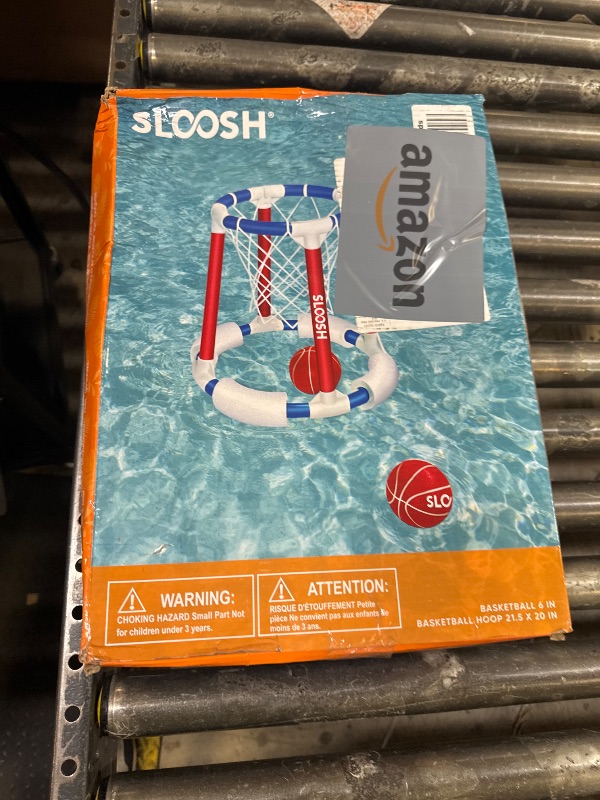 SLOOSH®
amazon
SLOOSH
SLO
WARNING:
CHOKING HAZARD Small Part Not
for children under 3 years.
ATTENTION:
RISQUE D'ÉTOUFFEMENT Petite
pièce Ne convient pas aux enfants de
moins de 3 ans.
BASKETBALL 6 IN
BASKETBALL HOOP 21.5 X 20 IN